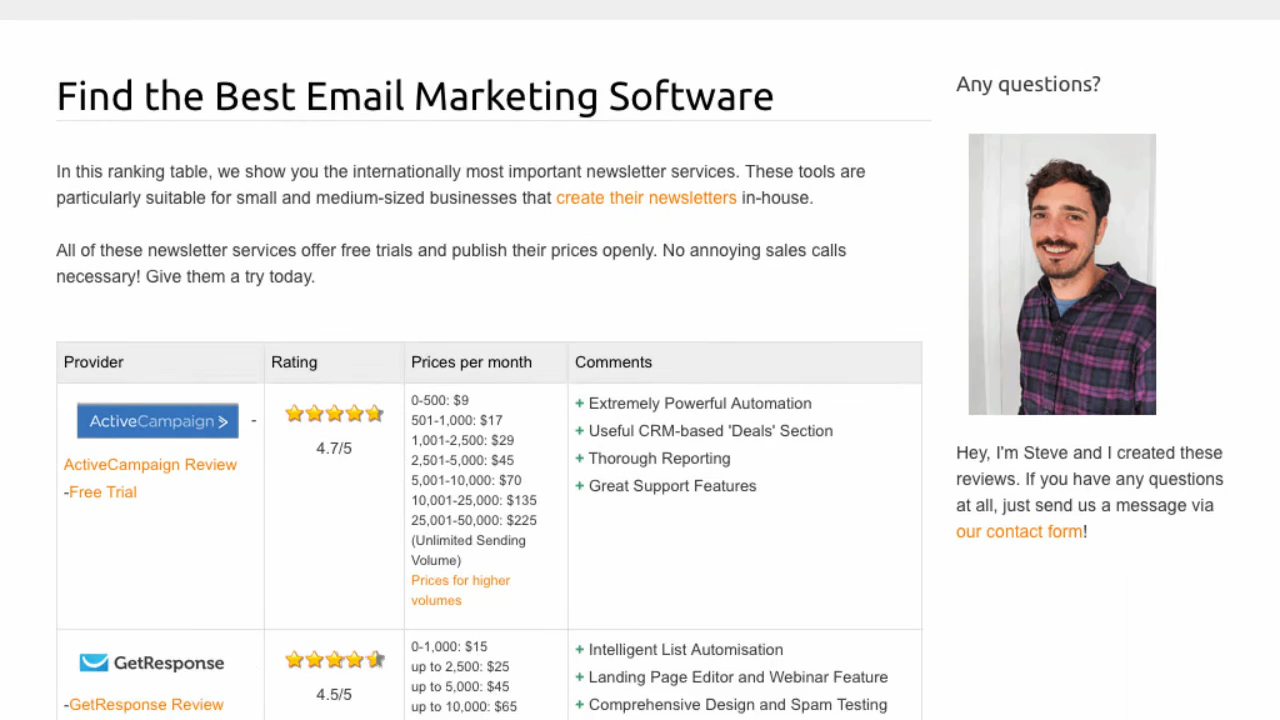 Find the Best Email Marketing Software
In this ranking table, we show you the internationally most important newsletter services. These tools are
particularly suitable for small and medium-sized businesses that create their newsletters in-house.
All of these newsletter services offer free trials and publish their prices openly. No annoying sales calls
necessary! Give them a try today.
Provider Rating Prices per month Comments
ActiveCampaign > -
ActiveCampaign Review
-Free Trial
4.7/5
0-500: $9
501-1,000: $17
1,001-2,500: $29
2,501-5,000: $45
5,001-10,000: $70
10,001-25,000: $135
25,001-50,000: $225
(Unlimited Sending
Volume)
Prices for higher
volumes
+ Extremely Powerful Automation
+ Useful CRM-based 'Deals' Section
+ Thorough Reporting
+ Great Support Features
GetResponse
-GetResponse Review
4.5/5
0-1,000: $15
up to 2,500: $25
up to 5,000: $45
up to 10,000: $65
+ Intelligent List Automisation
+ Landing Page Editor and Webinar Feature
+ Comprehensive Design and Spam Testing
Any questions?
Hey, I'm Steve and I created these
reviews. If you have any questions
at all, just send us a message via
our contact form!